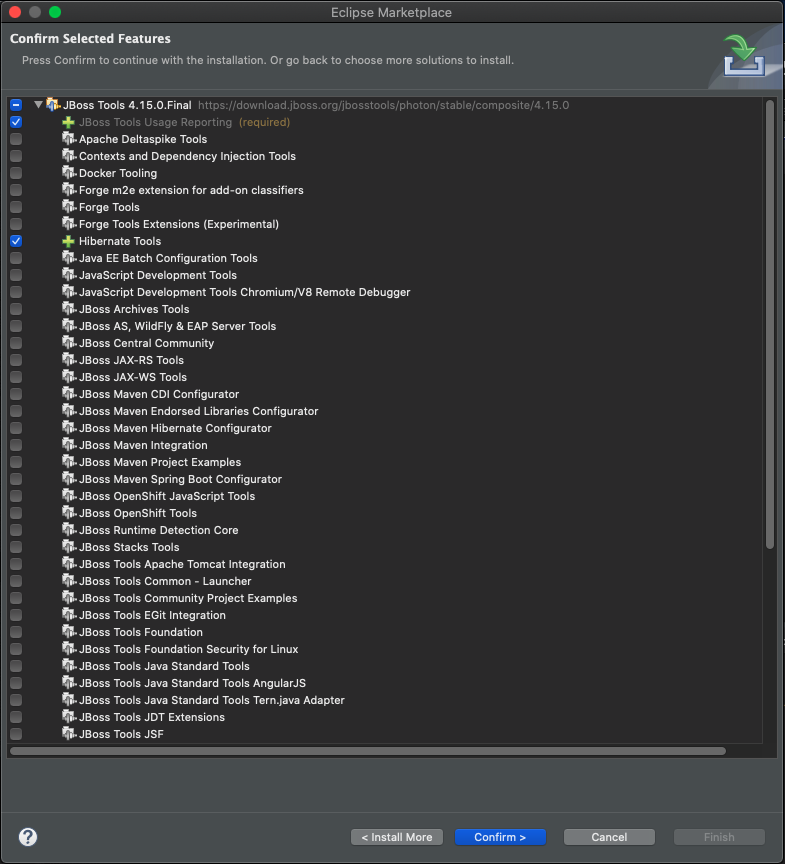 Eclipse Marketplace
Confirm Selected Features
Press Confirm to continue with the installation. Or go back to choose more solutions to install.
JBoss Tools 4.15.0.Final https://download.jboss.org/jbosstools/photon/stable/composite/4.15.0
JBoss Tools Usage Reporting (required)
Apache Deltaspike Tools
Contexts and Dependency Injection Tools
Docker Tooling
Forge m2e extension for add-on classifiers
Forge Tools
Forge Tools Extensions (Experimental)
Hibernate Tools
Java EE Batch Configuration Tools
JavaScript Development Tools
JavaScript Development Tools Chromium/V8 Remote Debugger
JBoss Archives Tools
JBoss AS, WildFly & EAP Server Tools
JBoss Central Community
JBoss JAX-RS Tools
JBoss JAX-WS Tools
JBoss Maven CDI Configurator
JBoss Maven Endorsed Libraries Configurator
JBoss Maven Hibernate Configurator
JBoss Maven Integration
JBoss Maven Project Examples
JBoss Maven Spring Boot Configurator
JBoss OpenShift JavaScript Tools
JBoss OpenShift Tools
JBoss Runtime Detection Core
JBoss Stacks Tools
JBoss Tools Apache Tomcat Integration
JBoss Tools Common - Launcher
JBoss Tools Community Project Examples
JBoss Tools EGit Integration
JBoss Tools Foundation
JBoss Tools Foundation Security for Linux
JBoss Tools Java Standard Tools
JBoss Tools Java Standard Tools AngularJS
JBoss Tools Java Standard Tools Tern.java Adapter
JBoss Tools JDT Extensions
JBoss Tools JSF
? < Install More Confirm > Cancel Finish